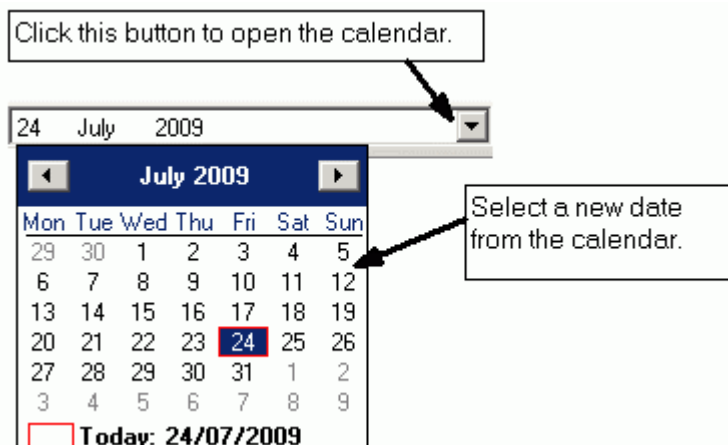 Click this button to open the calendar.
24 July 2009
July 2009
Mon Tue Wed Thu Fri Sat Sun
29 30 1 2 3 4 5
6 7 8 9 10 11 12
13 14 15 16 17 18 19
20 21 22 23 24 25 26
27 28 29 30 31 1 2
3 4 5 6 7 8 9
Today: 24/07/2009
Select a new date
from the calendar.